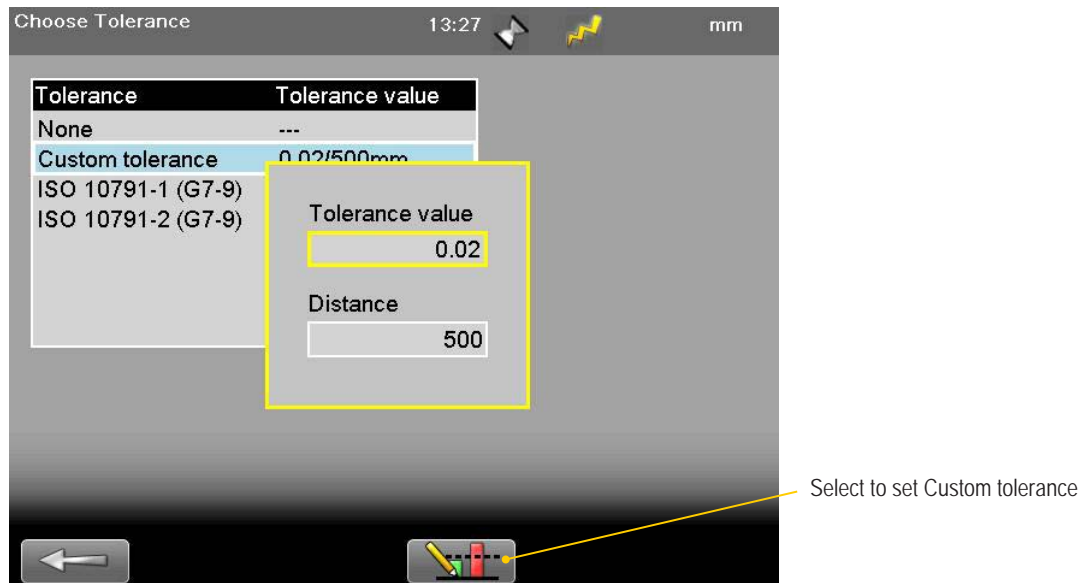 Choose Tolerance 13:27 mm
Tolerance Tolerance value
None ---
Custom tolerance 0.02/500mm
ISO 10791-1 (G7-9)
ISO 10791-2 (G7-9)
Tolerance value
0.02
Distance
500
Select to set Custom tolerance